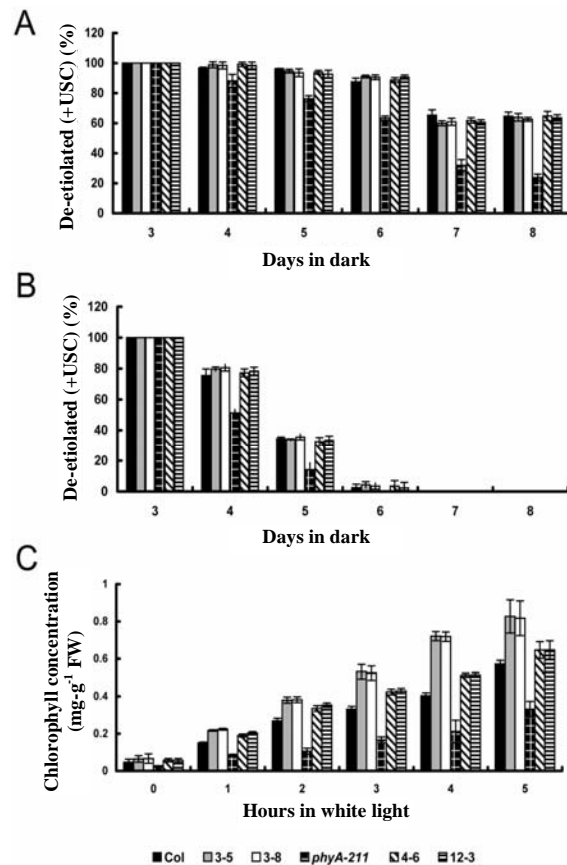 A
De-etiolated (+USC) (%)
120
100
80
60
40
20
0
3 4 5 6 7 8
Days in dark
B
De-etiolated (+USC) (%)
120
100
80
60
40
20
0
3 4 5 6 7 8
Days in dark
C
Chlorophyll concentration
(mg-g-1 FW)
1
0.8
0.6
0.4
0.2
0
0 1 2 3 4 5
Hours in white light
Col 3-5 3-8 phyA-211 4-6 12-3